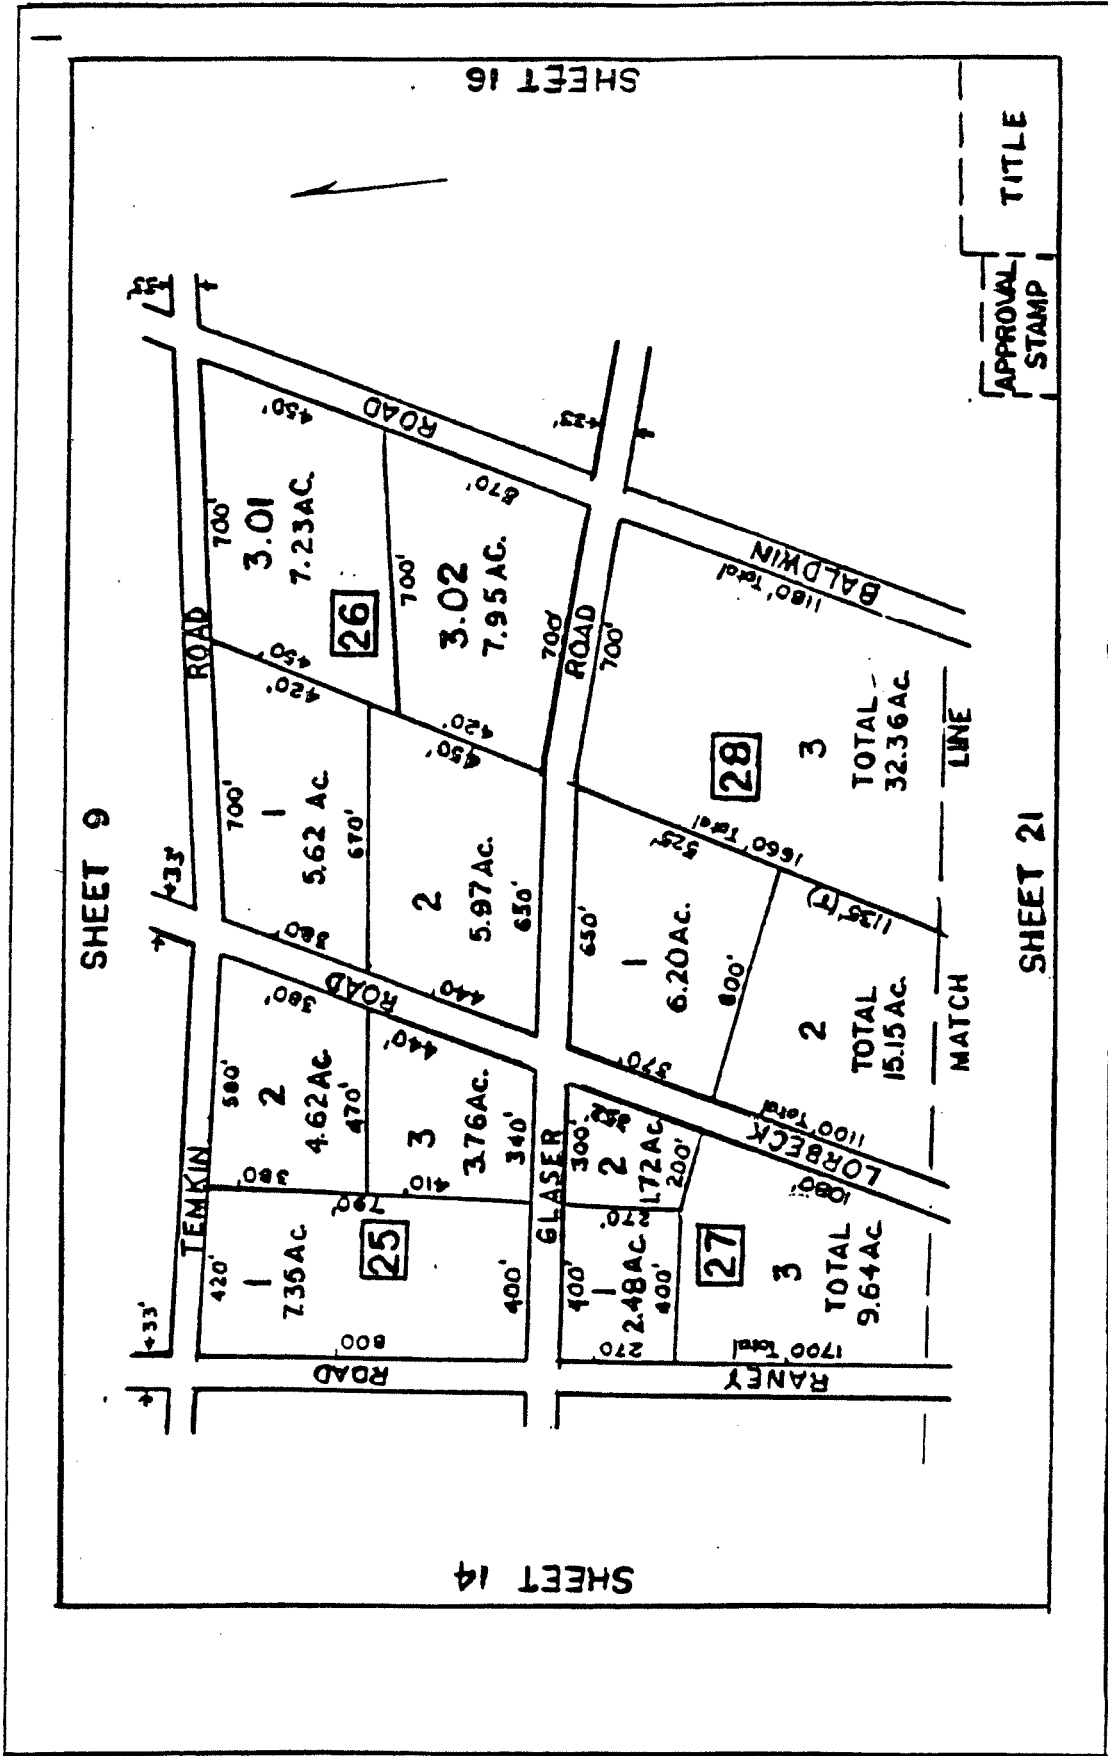 SHEET 9
SHEET 14
SHEET 16
SHEET 21
TEMKIN ROAD
GLASER ROAD
RANEY ROAD
LORBECK ROAD
BALDWIN ROAD
33'
33'
33'
25
420'
1
7.35 Ac.
800
790'
400'
580'
2
4.62 Ac.
380'
380'
470'
3
3.76 Ac.
410'
440'
340'
26
700'
1
5.62 Ac.
380'
420'
670'
2
5.97 Ac.
440'
450'
650'
700'
3.01
7.23 AC.
450'
450'
700'
3.02
7.95 AC.
420'
870'
700'
27
400'
1
2.48 Ac.
270
270'
400'
300'
2
1.72 Ac.
352'
200'
3
TOTAL
9.64 Ac.
1700' Total
1080'
28
650'
1
6.20 Ac.
370'
525'
800'
2
TOTAL
15.15 Ac.
1100' Total
1135' (T)
1660' Total
700'
3
TOTAL
32.36 Ac.
1180' Total
MATCH LINE
APPROVAL
STAMP
TITLE